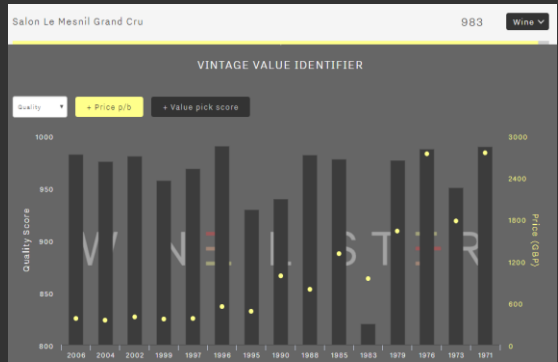 Salon Le Mesnil Grand Cru 983 Wine
VINTAGE VALUE IDENTIFIER
Quality + Price p/b + Value pick score
1000 3000
950 2400
900 1800
850 1200
800 600
0
Quality Score
Price (GBP)
WINE LISTER
2006 2004 2002 1999 1997 1996 1995 1990 1988 1985 1983 1979 1976 1973 1971